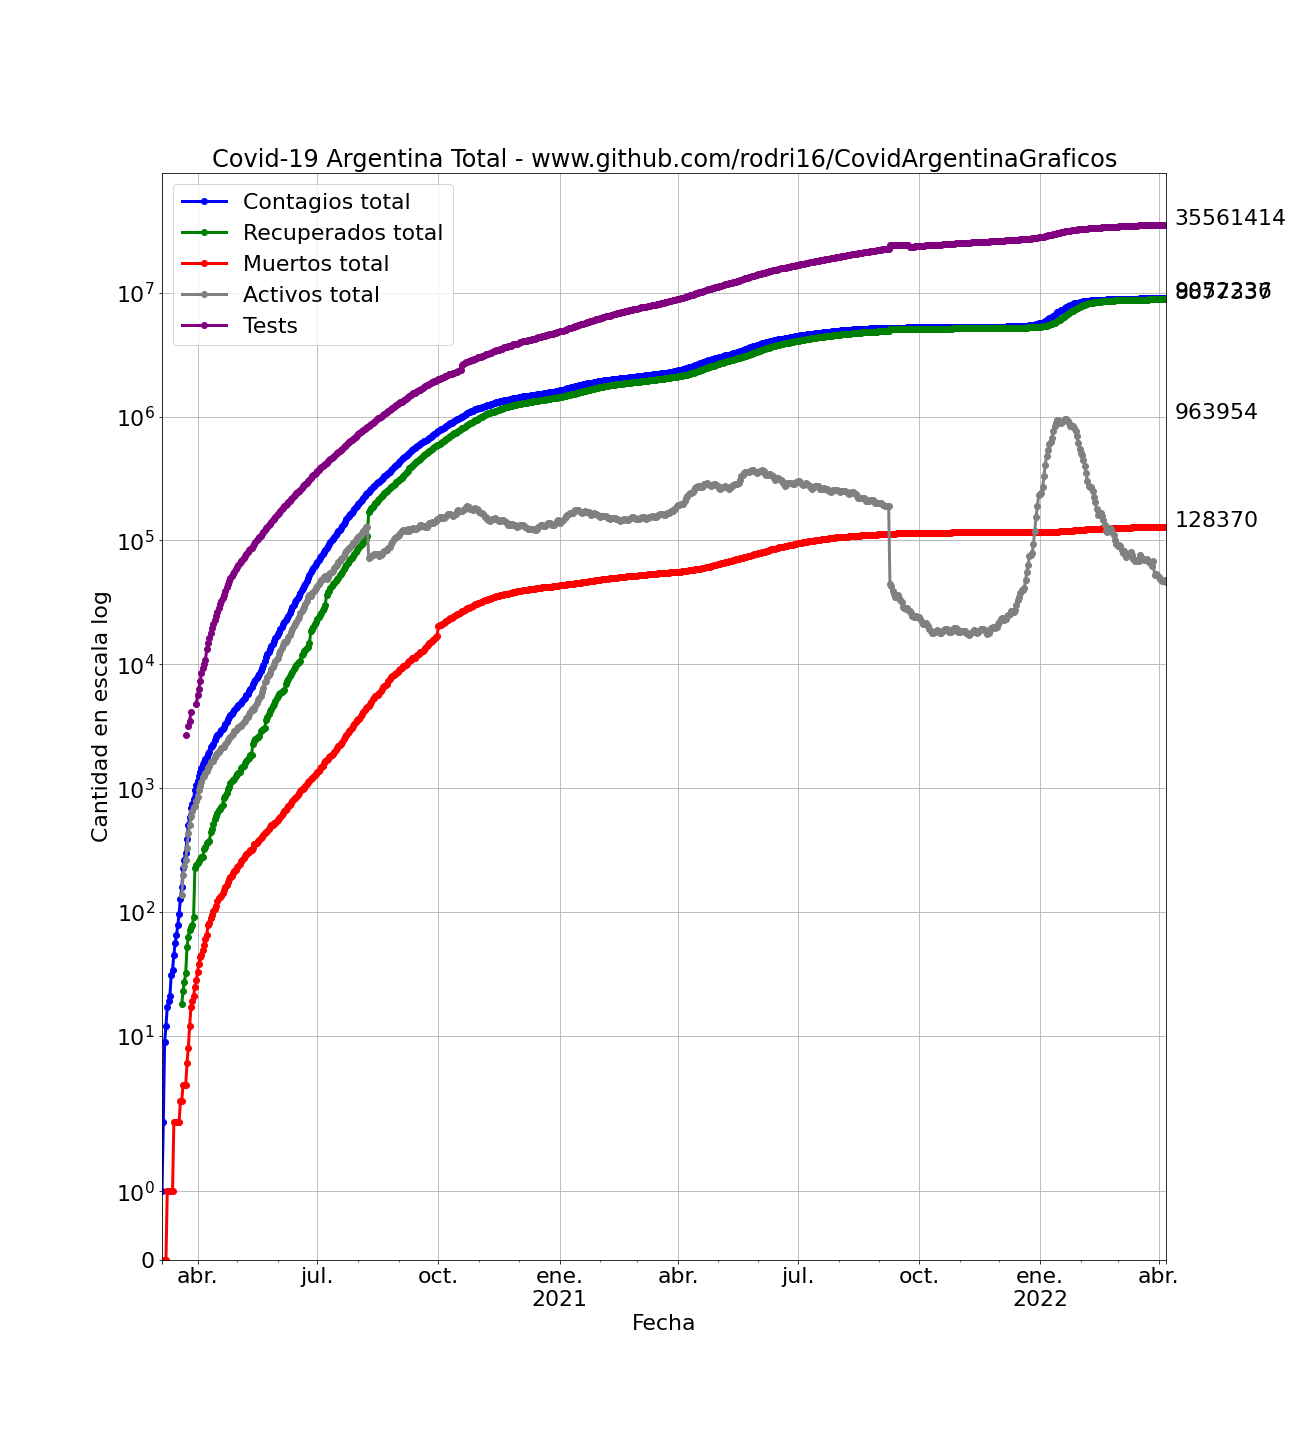 Covid-19 Argentina Total - www.github.com/rodri16/CovidArgentinaGraficos
Contagios total
Recuperados total
Muertos total
Activos total
Tests
35561414
963954
128370
10^7
10^6
10^5
10^4
10^3
10^2
10^1
10^0
0
Cantidad en escala log
abr. jul. oct. ene. abr. jul. oct. ene. abr.
2021 2022
Fecha